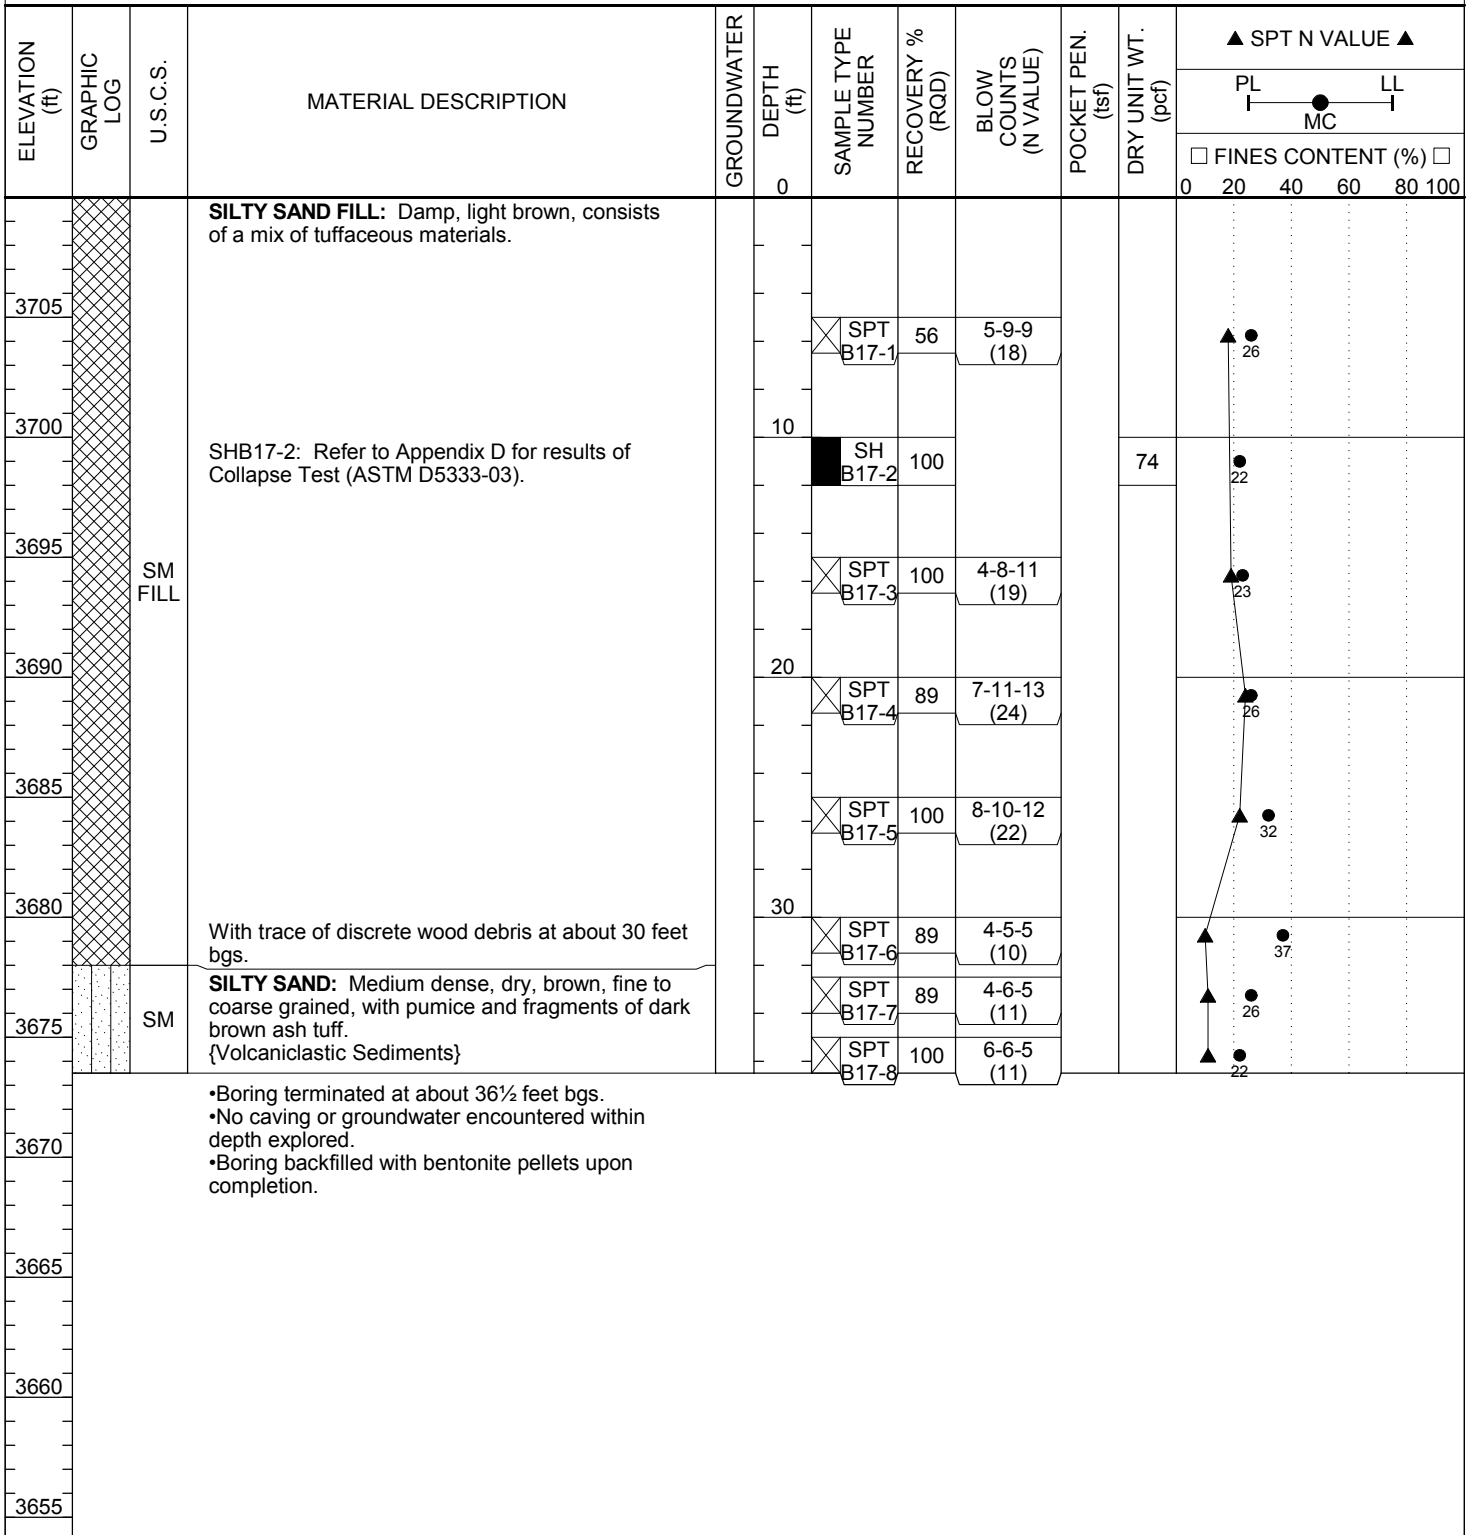 ELEVATION
(ft)
GRAPHIC
LOG
U.S.C.S.
MATERIAL DESCRIPTION
GROUNDWATER
DEPTH
(ft)
0
SAMPLE TYPE
NUMBER
RECOVERY %
(RQD)
BLOW
COUNTS
(N VALUE)
POCKET PEN.
(tsf)
DRY UNIT WT.
(pcf)
▲ SPT N VALUE ▲
PL LL
MC
□ FINES CONTENT (%) □
0 20 40 60 80 100
SILTY SAND FILL: Damp, light brown, consists
of a mix of tuffaceous materials.
3705
SPT
B17-1
56
5-9-9
(18)
26
3700
SHB17-2: Refer to Appendix D for results of
Collapse Test (ASTM D5333-03).
10
SH
B17-2
100
74
22
3695
SM
FILL
SPT
B17-3
100
4-8-11
(19)
23
3690
20
SPT
B17-4
89
7-11-13
(24)
26
3685
SPT
B17-5
100
8-10-12
(22)
32
3680
30
With trace of discrete wood debris at about 30 feet
bgs.
SPT
B17-6
89
4-5-5
(10)
37
SILTY SAND: Medium dense, dry, brown, fine to
coarse grained, with pumice and fragments of dark
brown ash tuff.
{Volcaniclastic Sediments}
3675
SM
SPT
B17-7
89
4-6-5
(11)
26
SPT
B17-8
100
6-6-5
(11)
22
•Boring terminated at about 36½ feet bgs.
•No caving or groundwater encountered within
depth explored.
•Boring backfilled with bentonite pellets upon
completion.
3670
3665
3660
3655